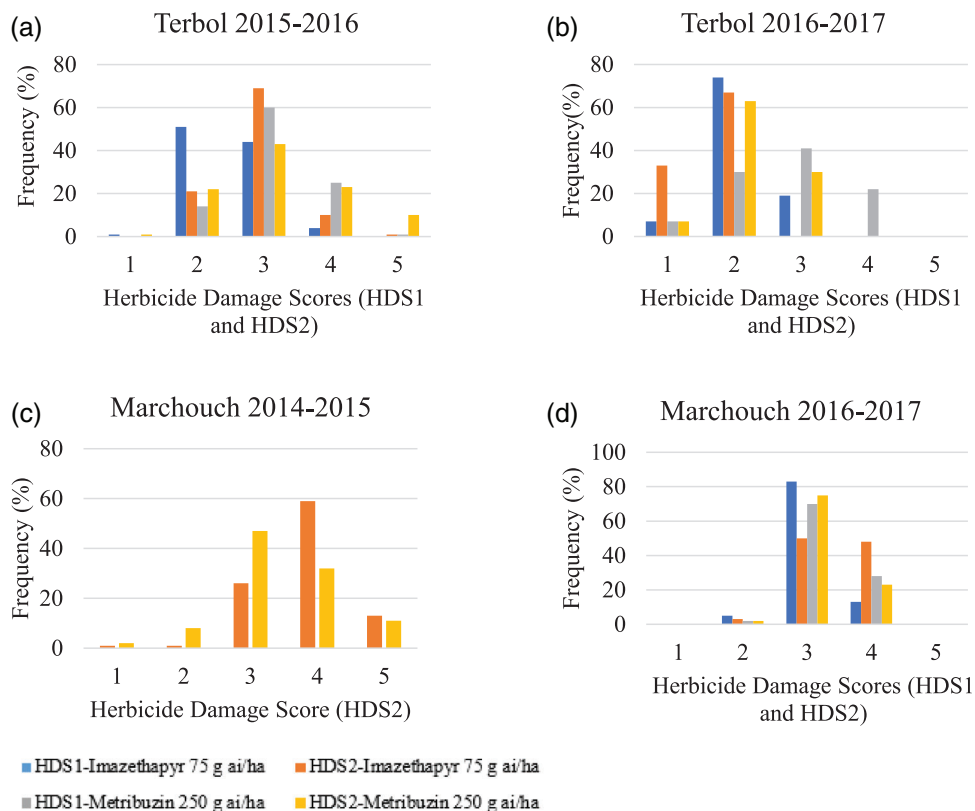 (a)
Terbol 2015-2016
Frequency (%)
80
60
40
20
0
1 2 3 4 5
Herbicide Damage Scores (HDS1
and HDS2)
(b)
Terbol 2016-2017
Frequency(%)
80
60
40
20
0
1 2 3 4 5
Herbicide Damage Scores (HDS1
and HDS2)
(c)
Marchouch 2014-2015
Frequency (%)
80
60
40
20
0
1 2 3 4 5
Herbicide Damage Score (HDS2)
(d)
Marchouch 2016-2017
Frequency (%)
100
80
60
40
20
0
1 2 3 4 5
Herbicide Damage Scores (HDS1
and HDS2)
HDS1-Imazethapyr 75 g ai/ha HDS2-Imazethapyr 75 g ai/ha
HDS1-Metribuzin 250 g ai/ha HDS2-Metribuzin 250 g ai/ha